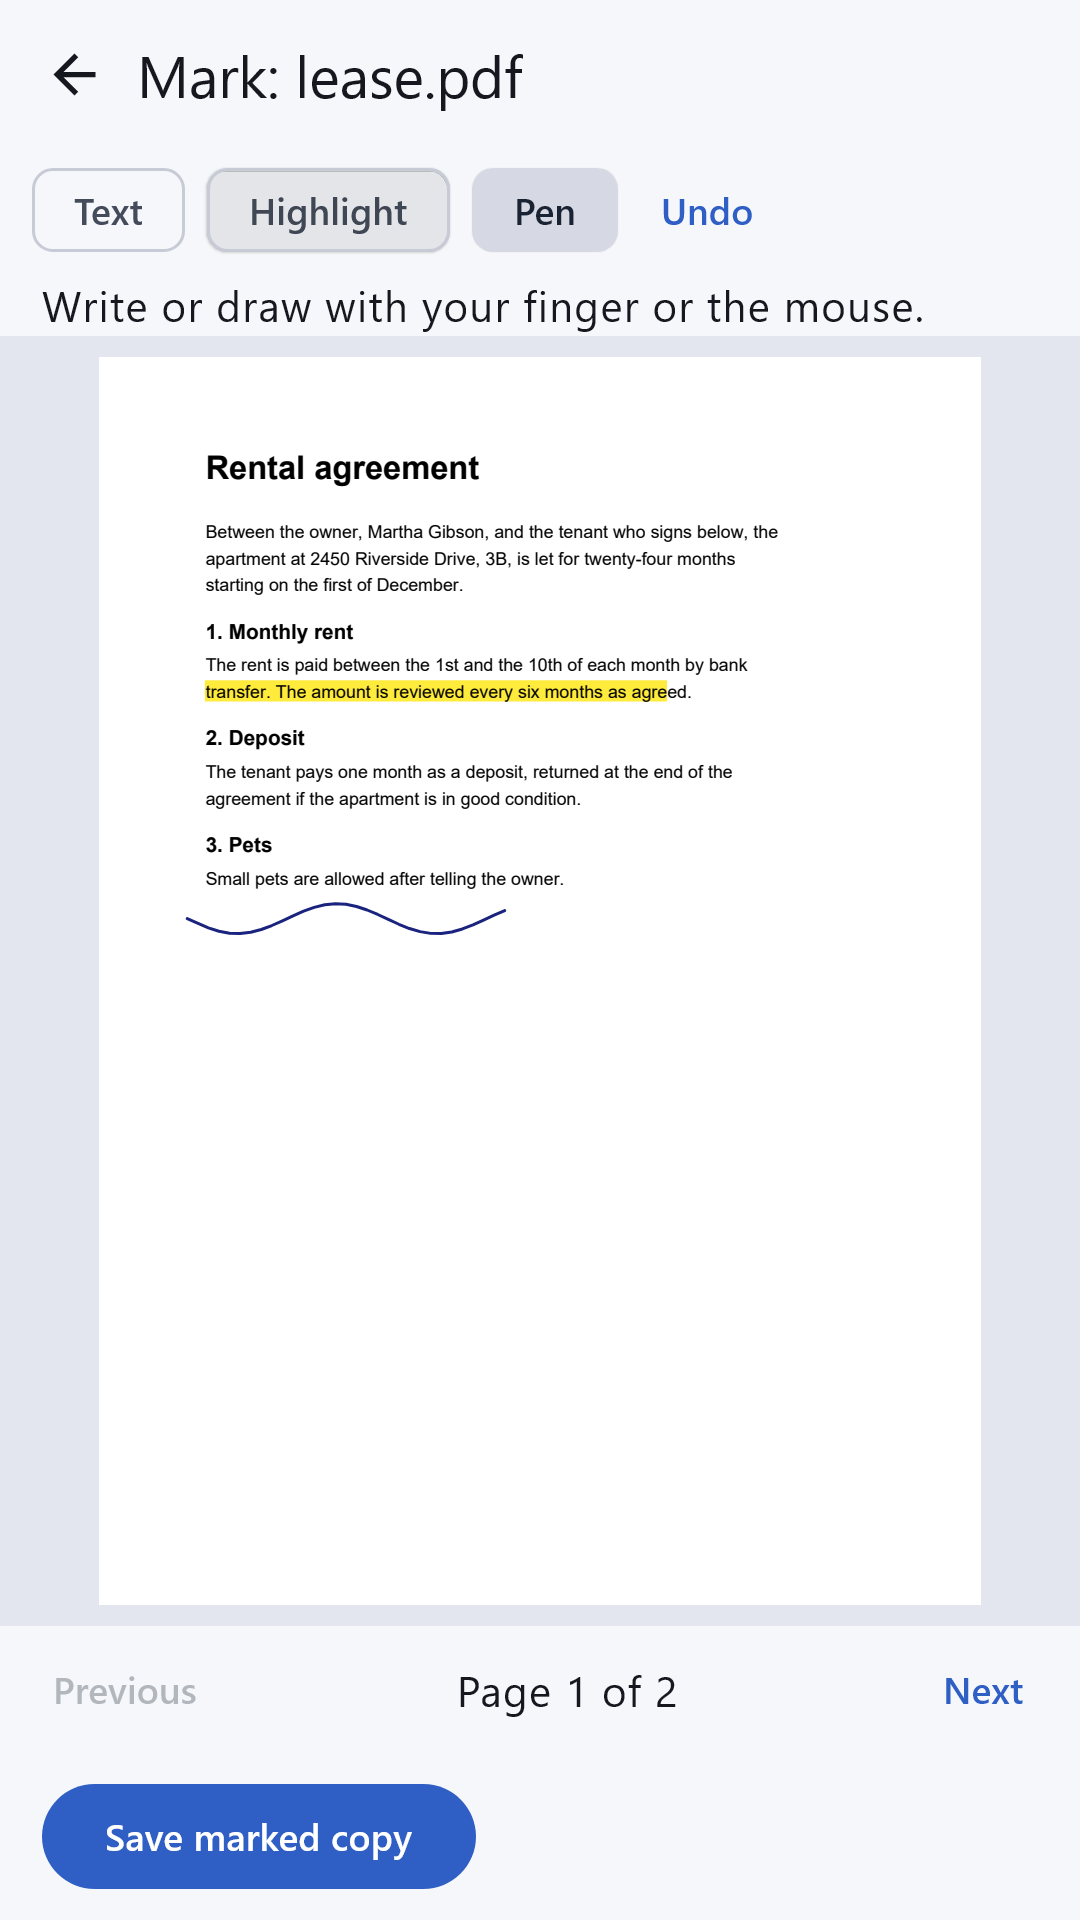 Mark: lease.pdf
Text Highlight Pen Undo
Write or draw with your finger or the mouse.
Rental agreement
Between the owner, Martha Gibson, and the tenant who signs below, the
apartment at 2450 Riverside Drive, 3B, is let for twenty-four months
starting on the first of December.
1. Monthly rent
The rent is paid between the 1st and the 10th of each month by bank
transfer. The amount is reviewed every six months as agreed.
2. Deposit
The tenant pays one month as a deposit, returned at the end of the
agreement if the apartment is in good condition.
3. Pets
Small pets are allowed after telling the owner.
Previous Page 1 of 2 Next
Save marked copy